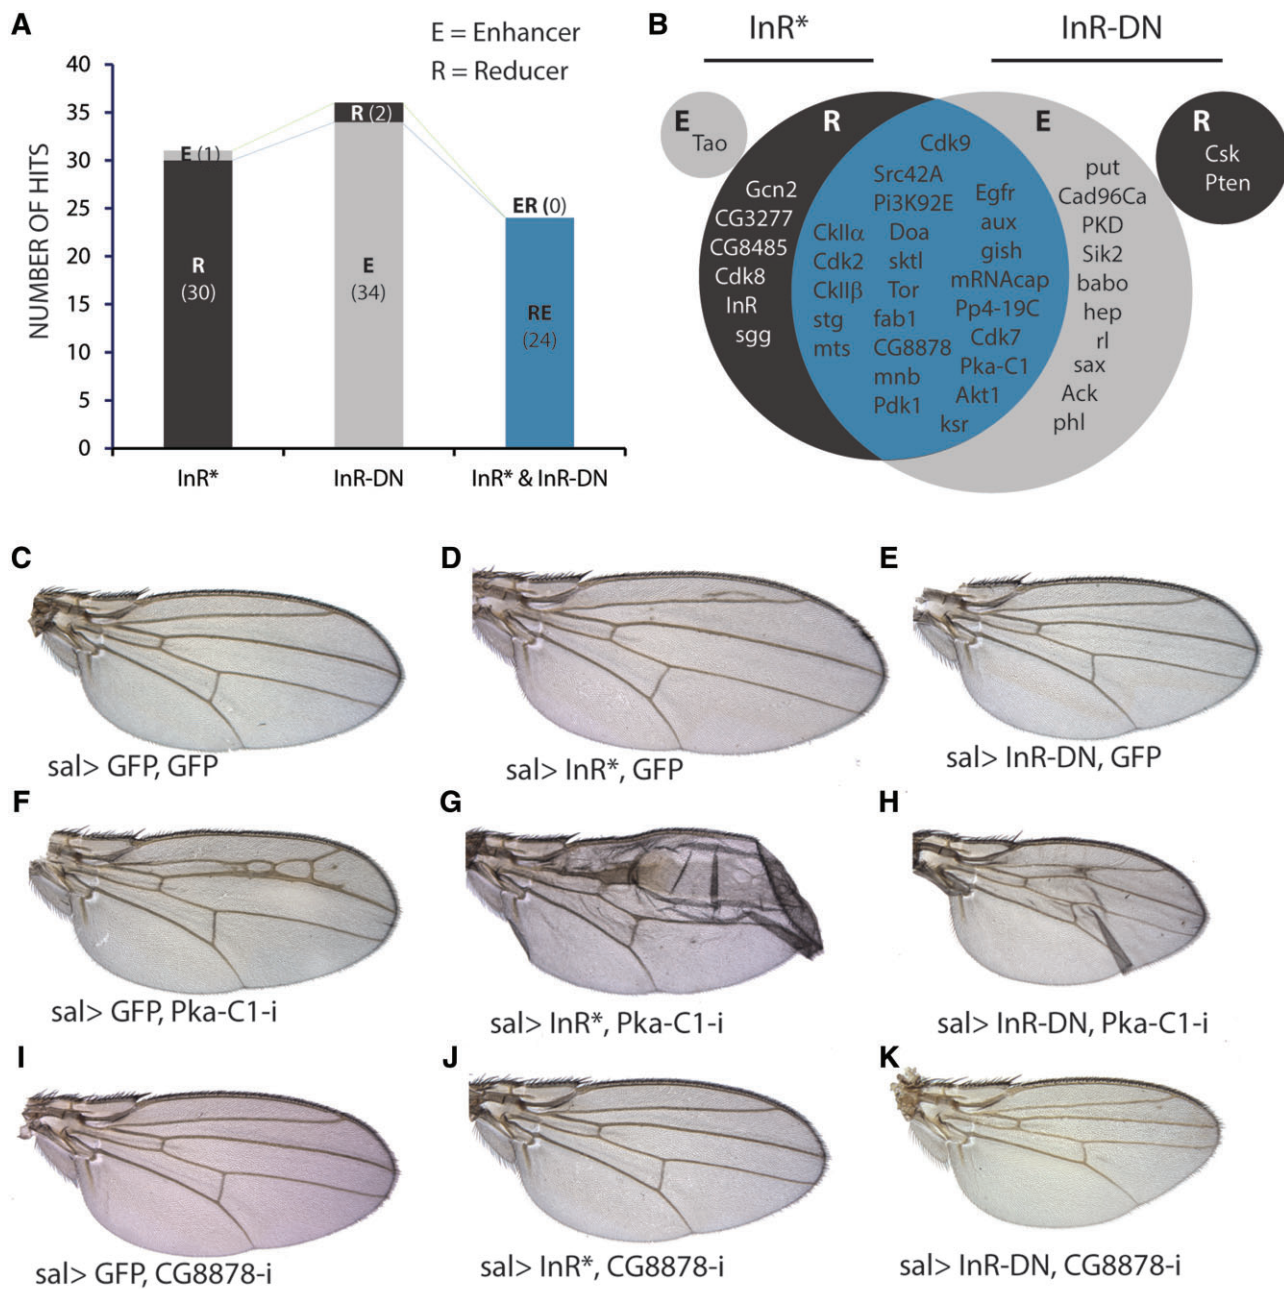 A
E = Enhancer
R = Reducer
NUMBER OF HITS
40
35
30
25
20
15
10
5
0
E (1)
R
(30)
R (2)
E
(34)
ER (0)
RE
(24)
InR*
InR-DN
InR* & InR-DN
B
InR*
InR-DN
E
Tao
R
Gcn2
CG3277
CG8485
Cdk8
InR
sgg
Cdk9
Src42A
Pi3K92E
CkIIα
Doa
Cdk2
sktl
CkIIβ
Tor
stg
fab1
mts
CG8878
mnb
Pdk1
Egfr
aux
gish
mRNAcap
Pp4-19C
Cdk7
Pka-C1
Akt1
ksr
E
put
Cad96Ca
PKD
Sik2
babo
hep
rl
sax
Ack
phl
R
Csk
Pten
C
sal> GFP, GFP
D
sal> InR*, GFP
E
sal> InR-DN, GFP
F
sal> GFP, Pka-C1-i
G
sal> InR*, Pka-C1-i
H
sal> InR-DN, Pka-C1-i
I
sal> GFP, CG8878-i
J
sal> InR*, CG8878-i
K
sal> InR-DN, CG8878-i